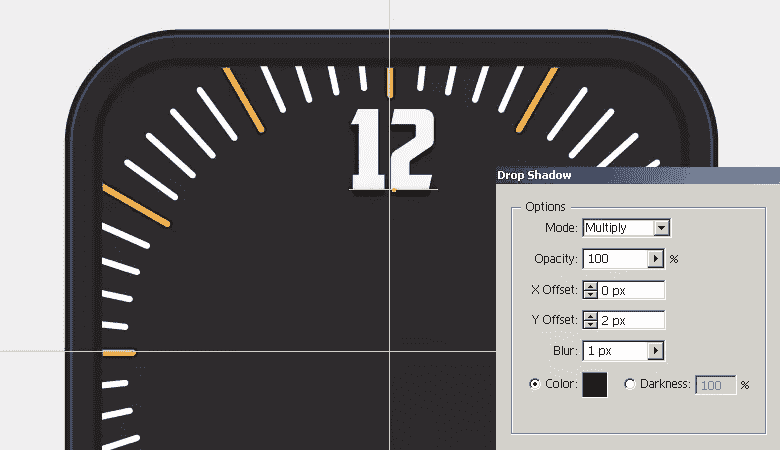 12
Drop Shadow
Options
Mode: Multiply
Opacity: 100 %
X Offset: 0 px
Y Offset: 2 px
Blur: 1 px
Color: Darkness: 100 %